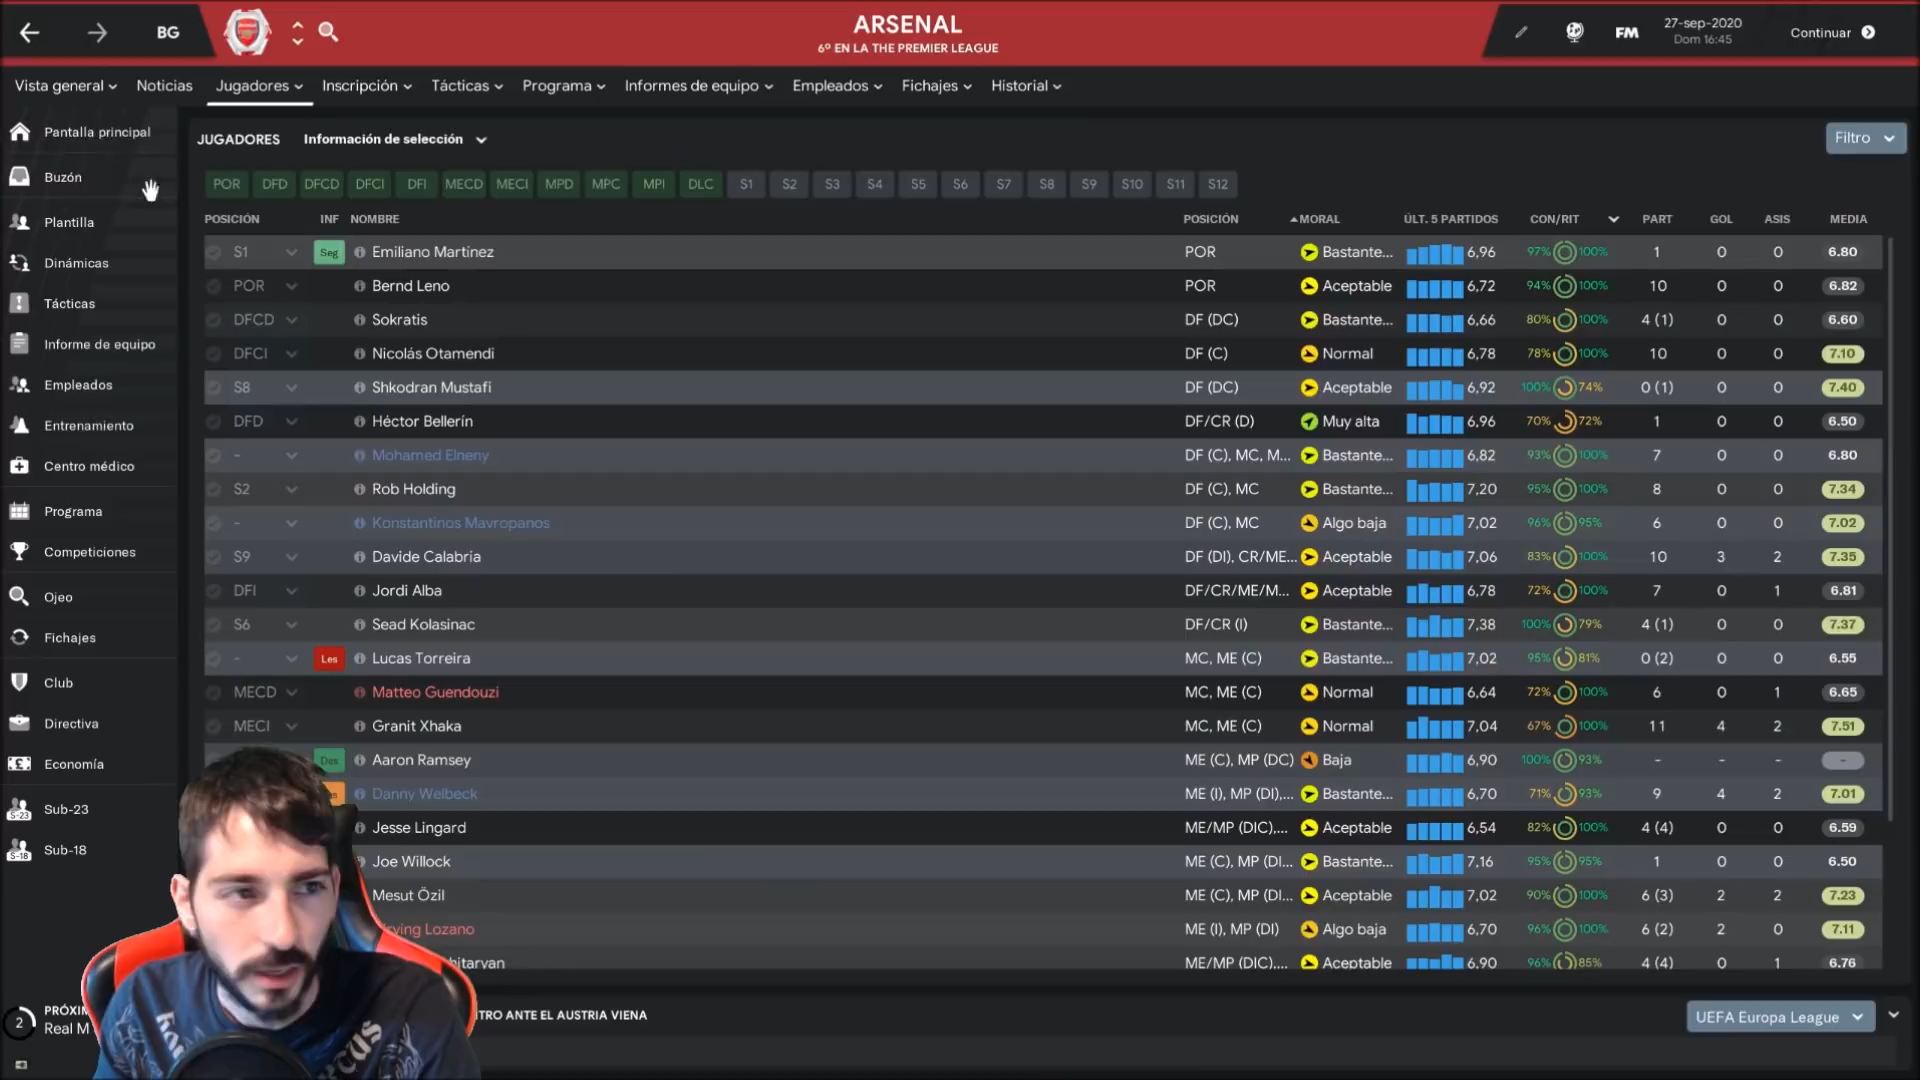 BG
ARSENAL
6º EN LA THE PREMIER LEAGUE
FM
27-sep-2020
Dom 16:45
Continuar
Vista general Noticias Jugadores Inscripción Tácticas Programa Informes de equipo Empleados Fichajes Historial
Pantalla principal
Buzón
Plantilla
Dinámicas
Tácticas
Informe de equipo
Empleados
Entrenamiento
Centro médico
Programa
Competiciones
Ojeo
Fichajes
Club
Directiva
Economía
S-23 Sub-23
S-18 Sub-18
JUGADORES Información de selección
Filtro
POR DFD DFCD DFCI DFI MECD MECI MPD MPC MPI DLC S1 S2 S3 S4 S5 S6 S7 S8 S9 S10 S11 S12
POSICIÓN INF NOMBRE POSICIÓN MORAL ÚLT. 5 PARTIDOS CON/RIT PART GOL ASIS MEDIA
S1 Seg Emiliano Martínez POR Bastante... 6,96 97% 100% 1 0 0 6.80
POR Bernd Leno POR Aceptable 6,72 94% 100% 10 0 0 6.82
DFCD Sokratis DF (DC) Bastante... 6,66 80% 100% 4 (1) 0 0 6.60
DFCI Nicolás Otamendi DF (C) Normal 6,78 78% 100% 10 0 0 7.10
S8 Shkodran Mustafi DF (DC) Aceptable 6,92 100% 74% 0 (1) 0 0 7.40
DFD Héctor Bellerín DF/CR (D) Muy alta 6,96 70% 72% 1 0 0 6.50
- Mohamed Elneny DF (C), MC, M... Bastante... 6,82 93% 100% 7 0 0 6.80
S2 Rob Holding DF (C), MC Bastante... 7,20 95% 100% 8 0 0 7.34
- Konstantinos Mavropanos DF (C), MC Algo baja 7,02 96% 95% 6 0 0 7.02
S9 Davide Calabria DF (DI), CR/ME... Aceptable 7,06 83% 100% 10 3 2 7.35
DFI Jordi Alba DF/CR/ME/M... Aceptable 6,78 72% 100% 7 0 1 6.81
S6 Sead Kolasinac DF/CR (I) Bastante... 7,38 100% 79% 4 (1) 0 0 7.37
- Les Lucas Torreira MC, ME (C) Bastante... 7,02 95% 81% 0 (2) 0 0 6.55
MECD Matteo Guendouzi MC, ME (C) Normal 6,64 72% 100% 6 0 1 6.65
MECI Granit Xhaka MC, ME (C) Normal 7,04 67% 100% 11 4 2 7.51
Des Aaron Ramsey ME (C), MP (DC) Baja 6,90 100% 93% - - - -
Danny Welbeck ME (I), MP (DI),... Bastante... 6,70 71% 93% 9 4 2 7.01
Jesse Lingard ME/MP (DIC),... Aceptable 6,54 82% 100% 4 (4) 0 0 6.59
Joe Willock ME (C), MP (DI... Bastante... 7,16 95% 95% 1 0 0 6.50
Mesut Özil ME (C), MP (DI... Aceptable 7,02 90% 100% 6 (3) 2 2 7.23
rving Lozano ME (I), MP (DI) Algo baja 6,70 96% 100% 6 (2) 2 0 7.11
hitaryan ME/MP (DIC),... Aceptable 6,90 96% 85% 4 (4) 0 1 6.76
2 PRÓXIM
Real M
TRO ANTE EL AUSTRIA VIENA
UEFA Europa League